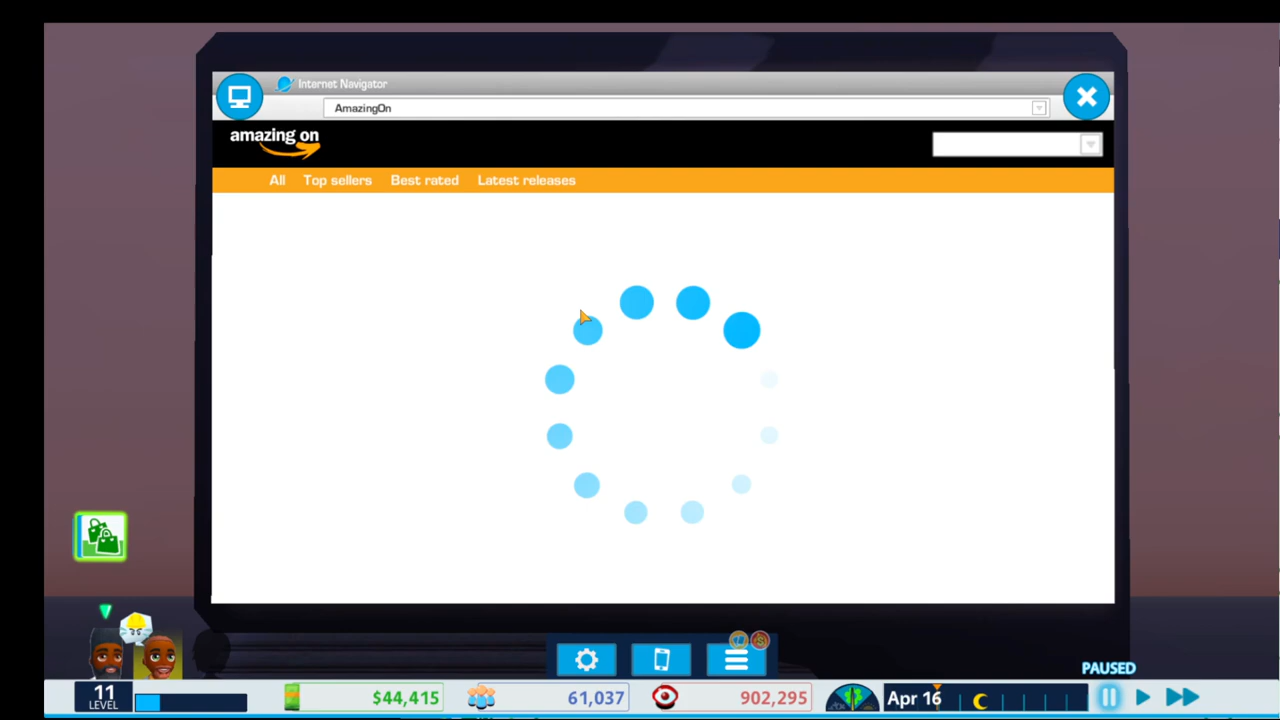 Internet Navigator
AmazingOn
amazing on
All Top sellers Best rated Latest releases
PAUSED
11
LEVEL
$44,415 61,037 902,295 Apr 16